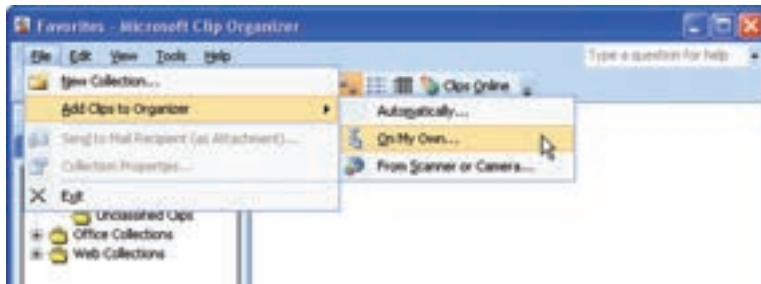 Favorites - Microsoft Clip Organizer
File Edit View Tools Help
Type a question for help
New Collection...
Clips Online
Add Clips to Organizer
Automatically...
Send to Mail Recipient (as Attachment)...
On My Own...
Collection Properties...
From Scanner or Camera...
Exit
Unclassified Clips
Office Collections
Web Collections